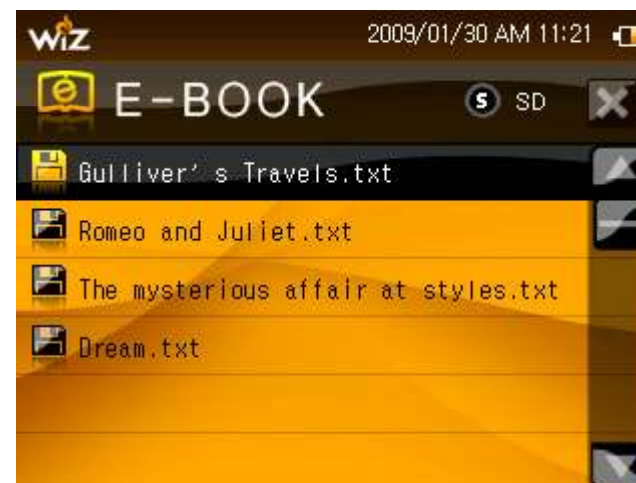 WiZ
2009/01/30 AM 11:21
E-BOOK
S SD
Gulliver's Travels.txt
Romeo and Juliet.txt
The mysterious affair at styles.txt
Dream.txt